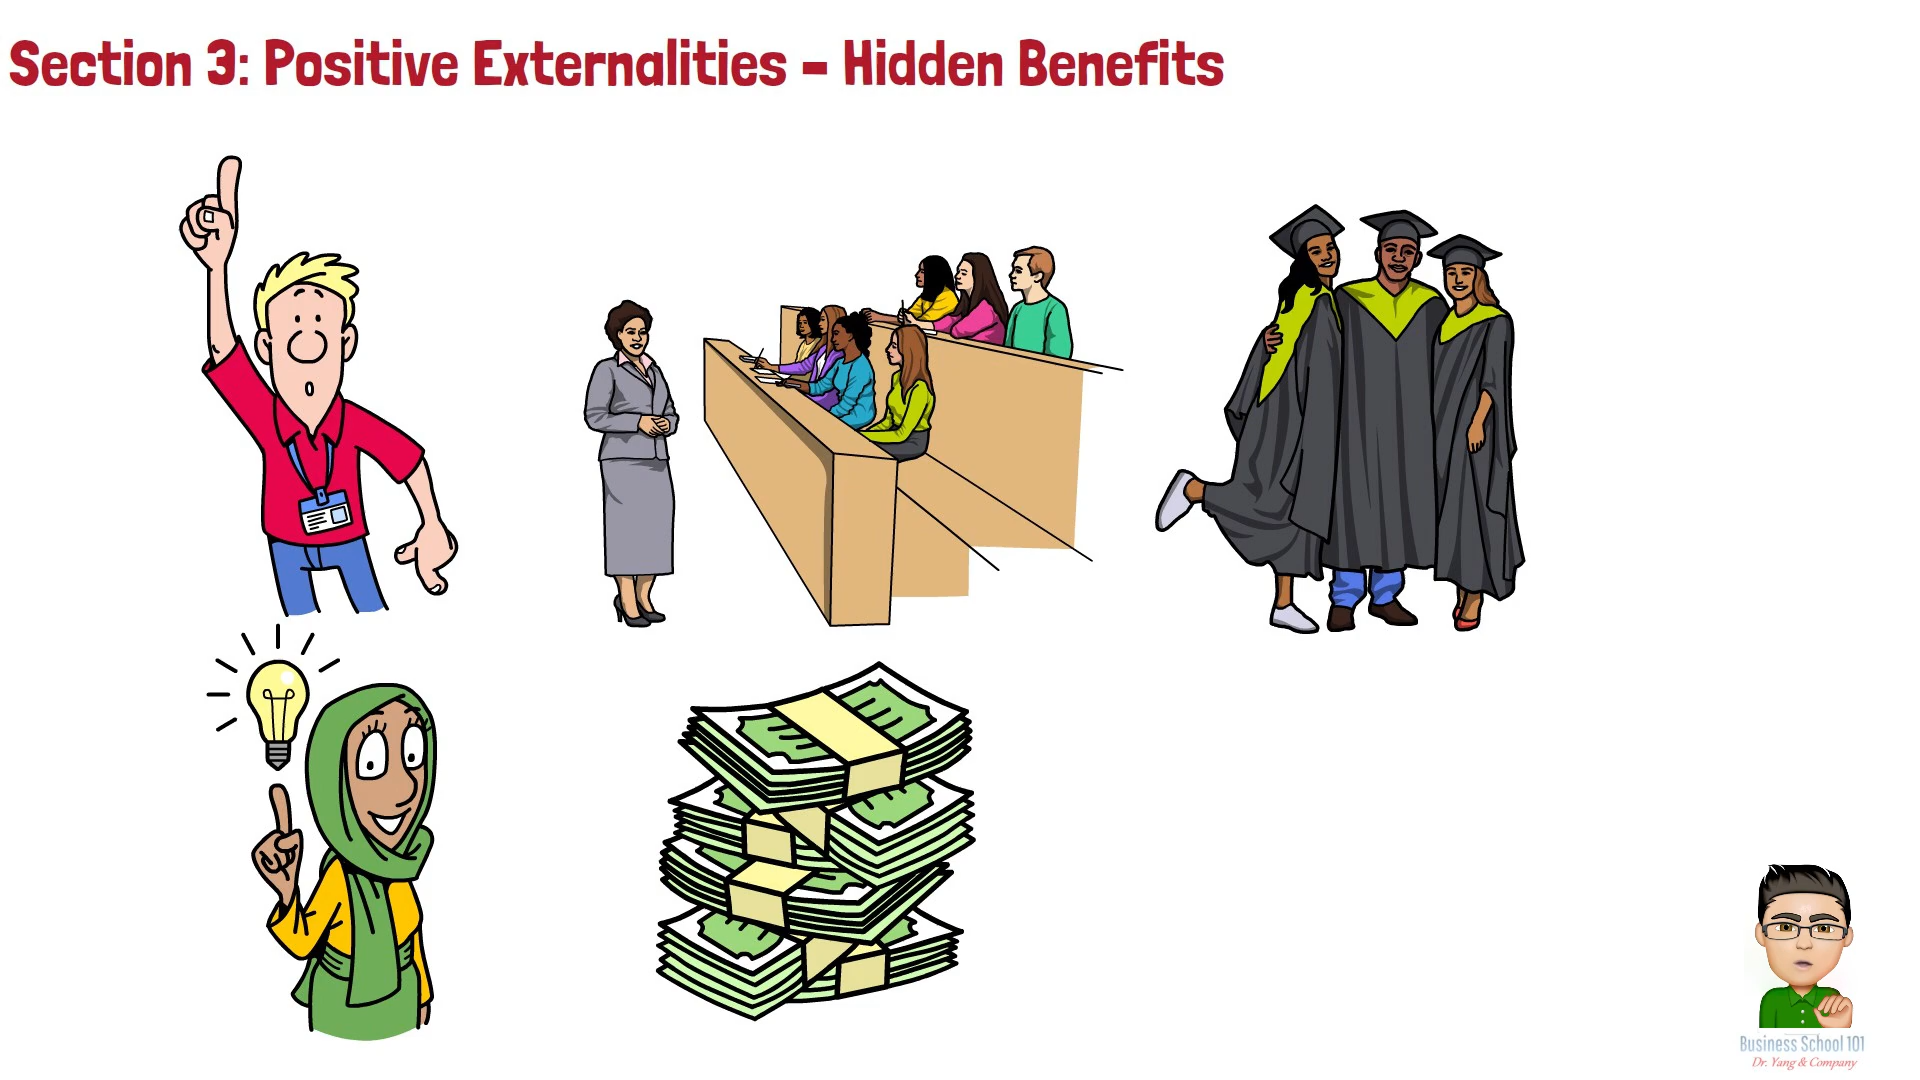 Section 3: Positive Externalities - Hidden Benefits
Business School 101
Dr. Yang & Company